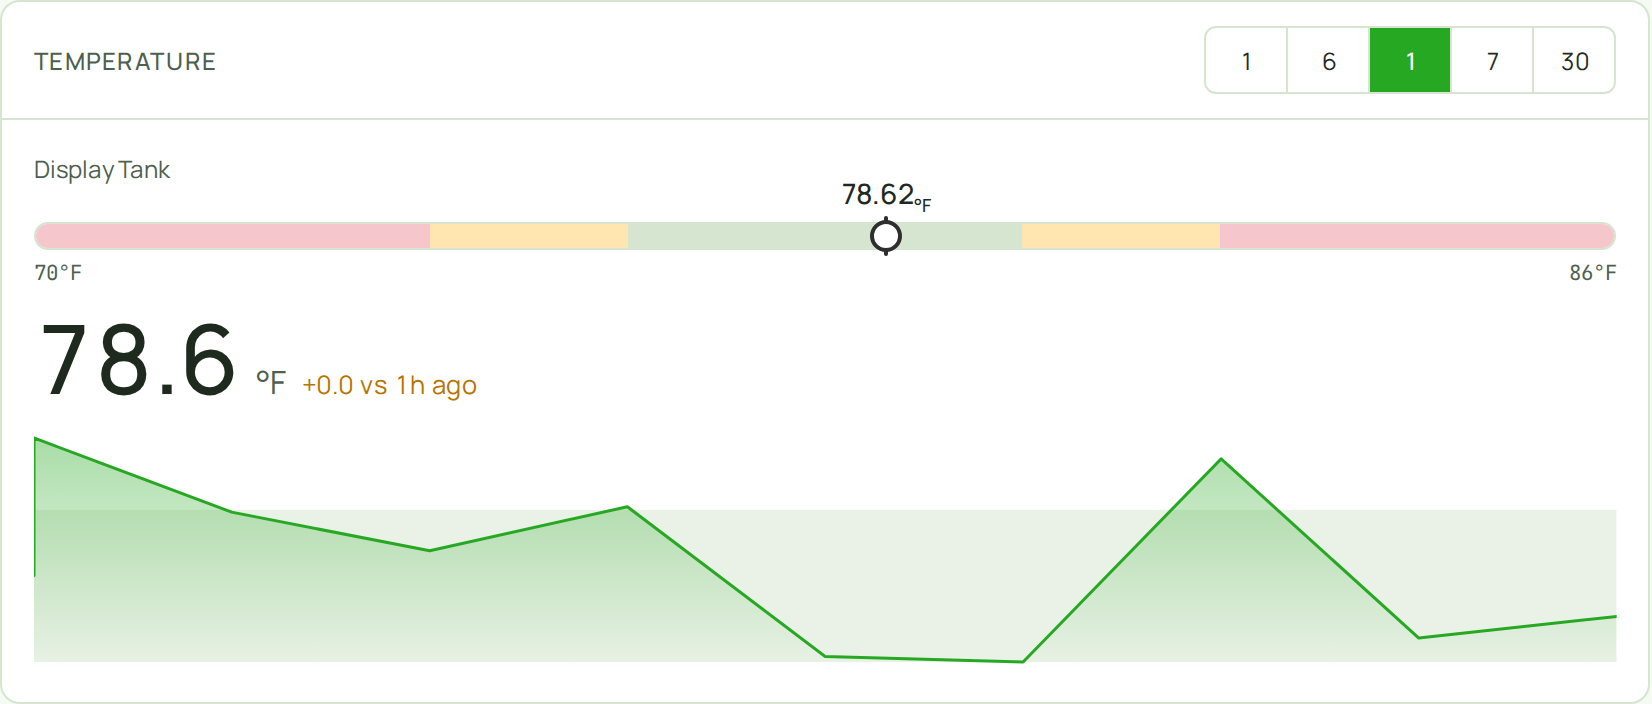 TEMPERATURE
1 6 1 7 30
Display Tank
78.62°F
70°F 86°F
78.6 °F +0.0 vs 1h ago